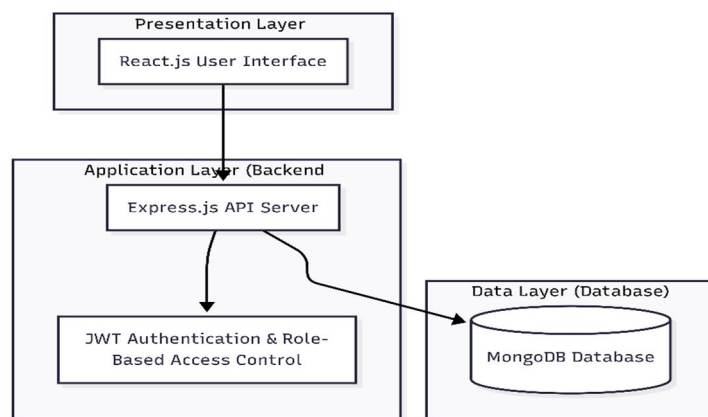 Presentation Layer
React.js User Interface
Application Layer (Backend
Express.js API Server
JWT Authentication & Role-
Based Access Control
Data Layer (Database)
MongoDB Database